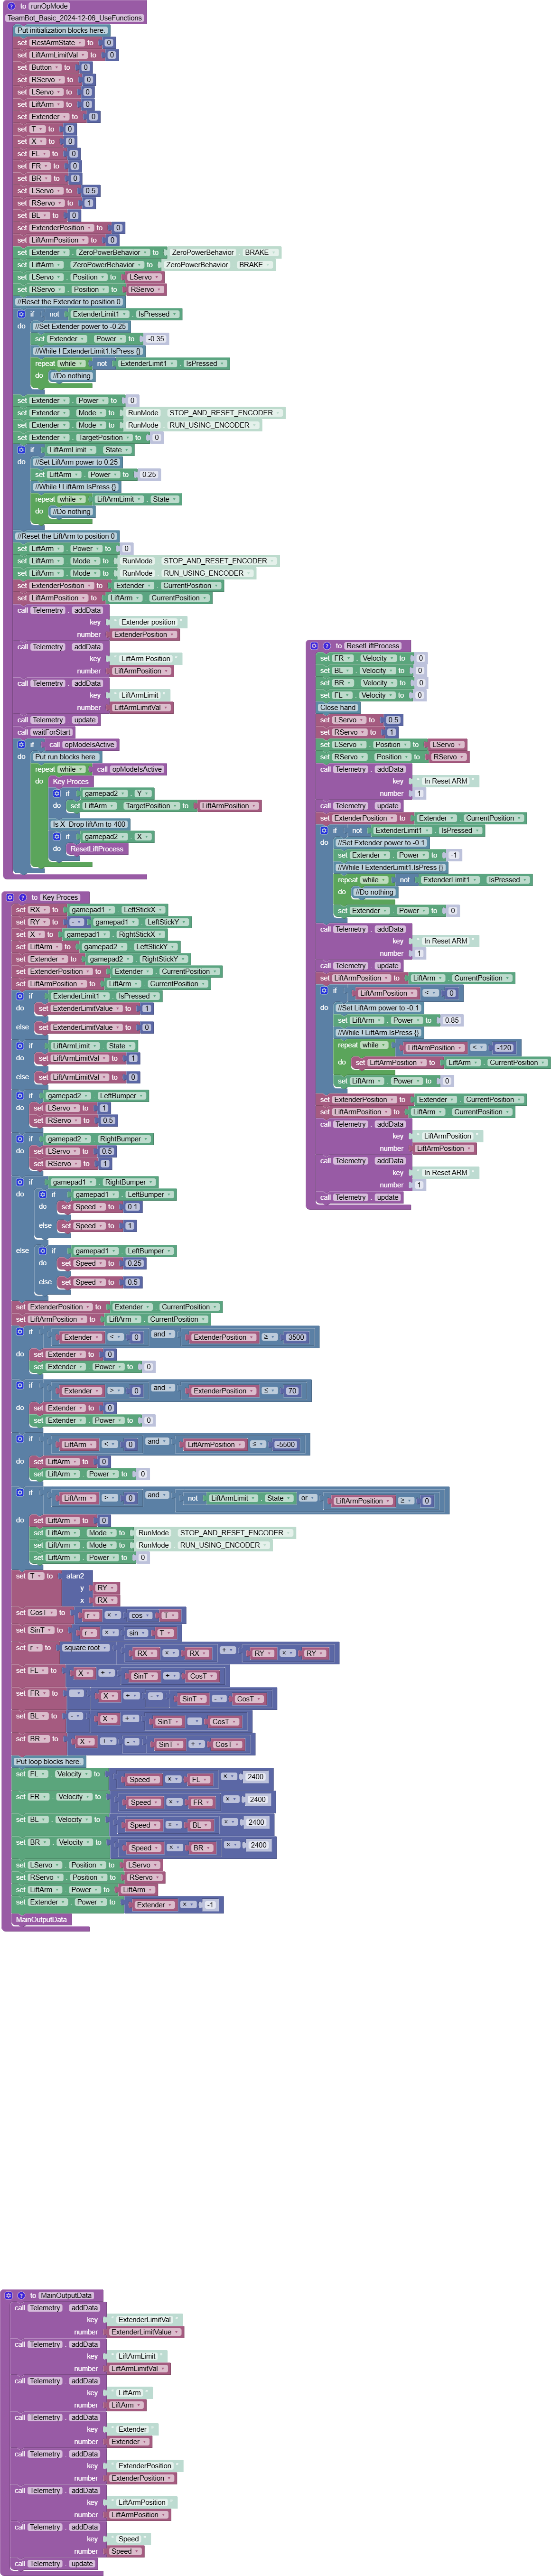 to runOpMode
TeamBot_Basic_2024-12-06_UseFunctions
Put initialization blocks here.
set RestArmState to 0
set LiftArmLimitVal to 0
set Button to 0
set RServo to 0
set LServo to 0
set LiftArm to 0
set Extender to 0
set T to 0
set X to 0
set FL to 0
set FR to 0
set BR to 0
set LServo to 0.5
set RServo to 1
set BL to 0
set ExtenderPosition to 0
set LiftArmPosition to 0
set Extender . ZeroPowerBehavior to ZeroPowerBehavior . BRAKE
set LiftArm . ZeroPowerBehavior to ZeroPowerBehavior . BRAKE
set LServo . Position to LServo
set RServo . Position to RServo
//Reset the Extender to position 0
if not ExtenderLimit1 . IsPressed
do //Set Extender power to -0.25
set Extender . Power to -0.35
//While ! ExtenderLimit1.IsPress {}
repeat while not ExtenderLimit1 . IsPressed
do //Do nothing
set Extender . Power to 0
set Extender . Mode to RunMode . STOP_AND_RESET_ENCODER
set Extender . Mode to RunMode . RUN_USING_ENCODER
set Extender . TargetPosition to 0
if LiftArmLimit . State
do //Set LiftArm power to 0.25
set LiftArm . Power to 0.25
//While ! LiftArm.IsPress {}
repeat while LiftArmLimit . State
do //Do nothing
//Reset the LiftArm to position 0
set LiftArm . Power to 0
set LiftArm . Mode to RunMode . STOP_AND_RESET_ENCODER
set LiftArm . Mode to RunMode . RUN_USING_ENCODER
set ExtenderPosition to Extender . CurrentPosition
set LiftArmPosition to LiftArm . CurrentPosition
call Telemetry . addData
key " Extender position "
number ExtenderPosition
call Telemetry . addData
key " LiftArm Position "
number LiftArmPosition
call Telemetry . addData
key " LiftArmLimit "
number LiftArmLimitVal
call Telemetry . update
call waitForStart
if call opModeIsActive
do Put run blocks here.
repeat while call opModeIsActive
do Key Proces
if gamepad2 . Y
do set LiftArm . TargetPosition to LiftArmPosition
Is X Drop liftArm to-400
if gamepad2 . X
do ResetLiftProcess
to ResetLiftProcess
set FR . Velocity to 0
set BL . Velocity to 0
set BR . Velocity to 0
set FL . Velocity to 0
Close hand
set LServo to 0.5
set RServo to 1
set LServo . Position to LServo
set RServo . Position to RServo
call Telemetry . addData
key " In Reset ARM "
number 1
call Telemetry . update
set ExtenderPosition to Extender . CurrentPosition
if not ExtenderLimit1 . IsPressed
do //Set Extender power to -0.1
set Extender . Power to -1
//While ! ExtenderLimit1.IsPress {}
repeat while not ExtenderLimit1 . IsPressed
do //Do nothing
set Extender . Power to 0
call Telemetry . addData
key " In Reset ARM "
number 1
call Telemetry . update
set LiftArmPosition to LiftArm . CurrentPosition
if LiftArmPosition < 0
do //Set LiftArm power to -0.1
set LiftArm . Power to 0.85
//While ! LiftArm.IsPress {}
repeat while LiftArmPosition < -120
do set LiftArmPosition to LiftArm . CurrentPosition
set LiftArm . Power to 0
set ExtenderPosition to Extender . CurrentPosition
set LiftArmPosition to LiftArm . CurrentPosition
call Telemetry . addData
key " LiftArmPosition "
number LiftArmPosition
call Telemetry . addData
key " In Reset ARM "
number 1
call Telemetry . update
to Key Proces
set RX to gamepad1 . LeftStickX
set RY to - gamepad1 . LeftStickY
set X to gamepad1 . RightStickX
set LiftArm to gamepad2 . LeftStickY
set Extender to gamepad2 . RightStickY
set ExtenderPosition to Extender . CurrentPosition
set LiftArmPosition to LiftArm . CurrentPosition
if ExtenderLimit1 . IsPressed
do set ExtenderLimitValue to 1
else set ExtenderLimitValue to 0
if LiftArmLimit . State
do set LiftArmLimitVal to 1
else set LiftArmLimitVal to 0
if gamepad2 . LeftBumper
do set LServo to 1
set RServo to 0.5
if gamepad2 . RightBumper
do set LServo to 0.5
set RServo to 1
if gamepad1 . RightBumper
do if gamepad1 . LeftBumper
do set Speed to 0.1
else set Speed to 1
else if gamepad1 . LeftBumper
do set Speed to 0.25
else set Speed to 0.5
set ExtenderPosition to Extender . CurrentPosition
set LiftArmPosition to LiftArm . CurrentPosition
if Extender < 0 and ExtenderPosition ≥ 3500
do set Extender to 0
set Extender . Power to 0
if Extender > 0 and ExtenderPosition ≤ 70
do set Extender to 0
set Extender . Power to 0
if LiftArm < 0 and LiftArmPosition ≤ -5500
do set LiftArm to 0
set LiftArm . Power to 0
if LiftArm > 0 and not LiftArmLimit . State or LiftArmPosition ≥ 0
do set LiftArm to 0
set LiftArm . Mode to RunMode . STOP_AND_RESET_ENCODER
set LiftArm . Mode to RunMode . RUN_USING_ENCODER
set LiftArm . Power to 0
set T to atan2
y RY
x RX
set CosT to r × cos T
set SinT to r × sin T
set r to square root RX × RX + RY × RY
set FL to X + SinT + CosT
set FR to - X + - SinT - CosT
set BL to - X + SinT - CosT
set BR to X + - SinT + CosT
Put loop blocks here.
set FL . Velocity to Speed × FL × 2400
set FR . Velocity to Speed × FR × 2400
set BL . Velocity to Speed × BL × 2400
set BR . Velocity to Speed × BR × 2400
set LServo . Position to LServo
set RServo . Position to RServo
set LiftArm . Power to LiftArm
set Extender . Power to Extender × -1
MainOutputData
to MainOutputData
call Telemetry . addData
key " ExtenderLimitVal "
number ExtenderLimitValue
call Telemetry . addData
key " LiftArmLimit "
number LiftArmLimitVal
call Telemetry . addData
key " LiftArm "
number LiftArm
call Telemetry . addData
key " Extender "
number Extender
call Telemetry . addData
key " ExtenderPosition "
number ExtenderPosition
call Telemetry . addData
key " LiftArmPosition "
number LiftArmPosition
call Telemetry . addData
key " Speed "
number Speed
call Telemetry . update